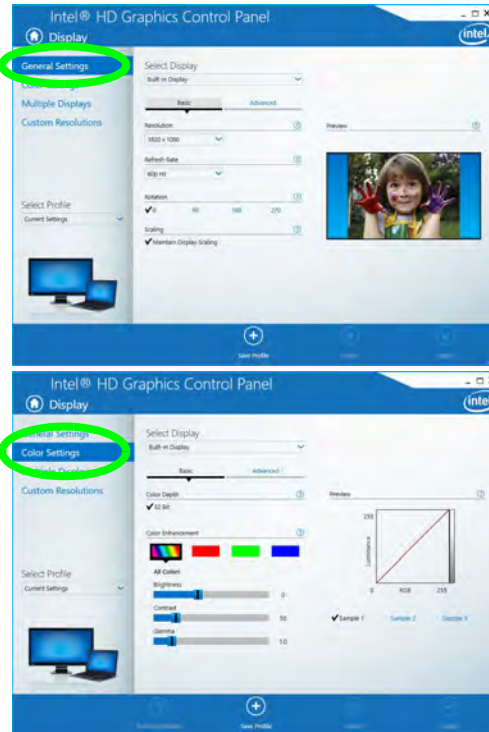 Intel® HD Graphics Control Panel
Display
intel
General Settings
Multiple Displays
Custom Resolutions
Select Profile
Current Settings
Select Display
Built-in Display
Basic Advanced
Resolution
1920 x 1080
Refresh Rate
60p Hz
Rotation
0 90 180 270
Scaling
Maintain Display Scaling
Preview
Save Profile
Intel® HD Graphics Control Panel
Display
inte
General Settings
Color Settings
Custom Resolutions
Select Profile
Current Settings
Select Display
Built-in Display
Basic Advanced
Color Depth
32 Bit
Color Enhancement
All Colors
Brightness
0
Contrast
50
Gamma
1.0
Preview
255
Luminance
0 RGB 255
Sample 1 Sample 2 Sample 3
Save Profile